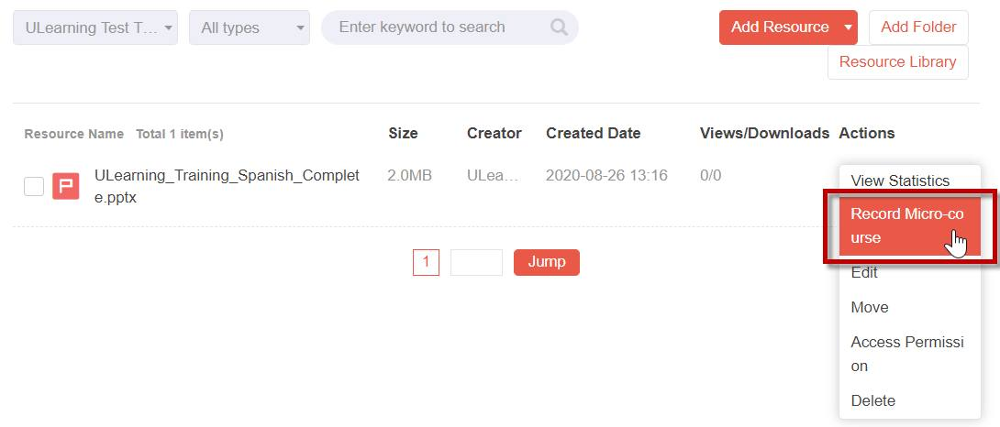 ULearning Test T...
All types
Enter keyword to search
Add Resource
Add Folder
Resource Library
Resource Name Total 1 item(s) Size Creator Created Date Views/Downloads Actions
ULearning_Training_Spanish_Complet
e.pptx
2.0MB ULea... 2020-08-26 13:16 0/0
View Statistics
Record Micro-co
urse
Edit
Move
Access Permissi
on
Delete
1
Jump